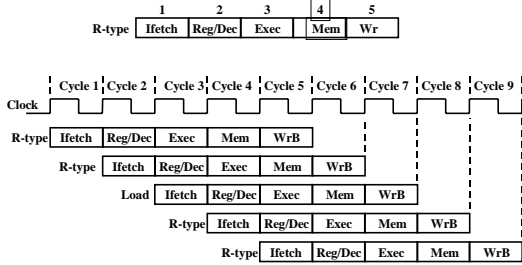 1 2 3 4 5
R-type Ifetch Reg/Dec Exec Mem Wr
Cycle 1 Cycle 2 Cycle 3 Cycle 4 Cycle 5 Cycle 6 Cycle 7 Cycle 8 Cycle 9
Clock
R-type Ifetch Reg/Dec Exec Mem WrB
R-type Ifetch Reg/Dec Exec Mem WrB
Load Ifetch Reg/Dec Exec Mem WrB
R-type Ifetch Reg/Dec Exec Mem WrB
R-type Ifetch Reg/Dec Exec Mem WrB